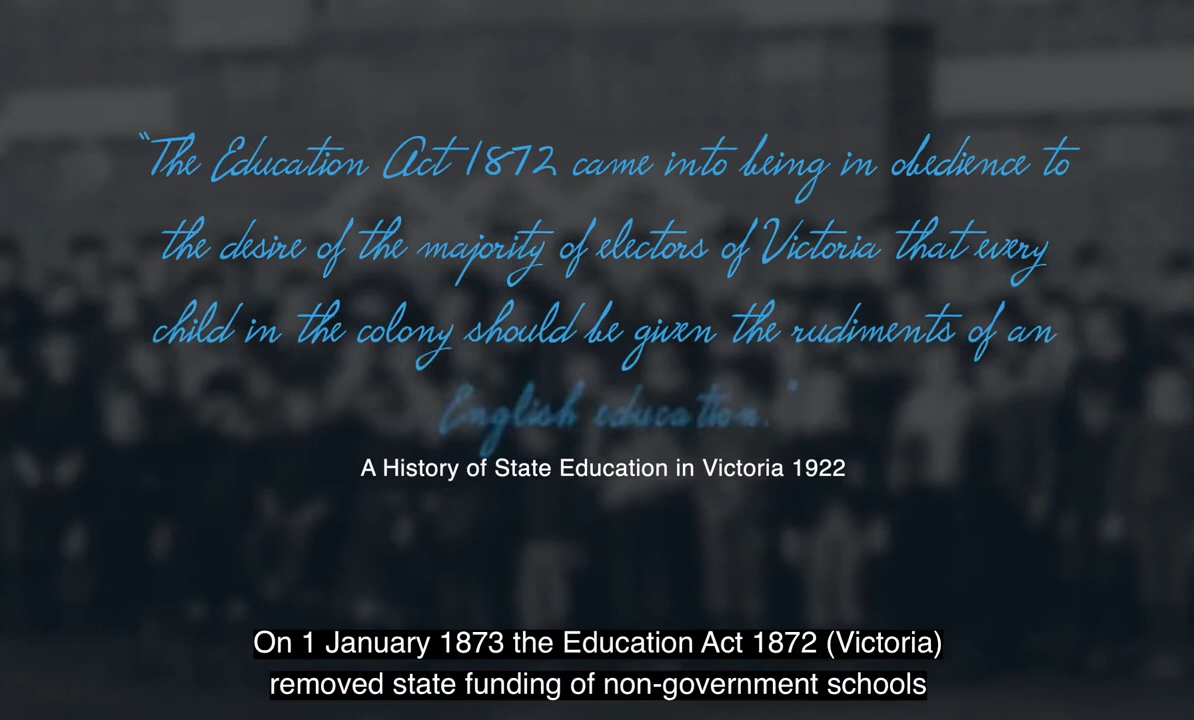 “The Education Act 1872 came into being in obedience to
the desire of the majority of electors of Victoria that every
child in the colony should be given the rudiments of an
English education.”
A History of State Education in Victoria 1922
On 1 January 1873 the Education Act 1872 (Victoria)
removed state funding of non-government schools